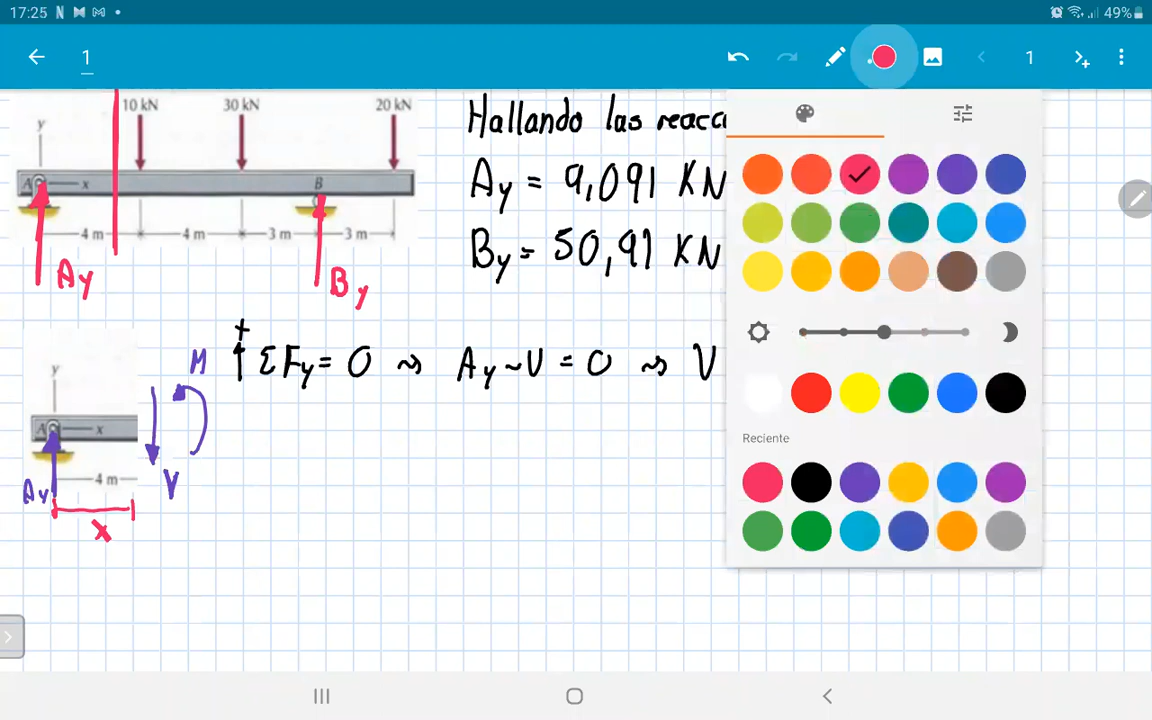 17:25 N 49%
1 1
10 kN 30 kN 20 kN
y
A x B
4 m 4 m 3 m 3 m
Ay By
Hallando las reacc
Ay = 9,091 KN
By = 50,91 KN
+ ΣFy = 0 ⇝ Ay - V = 0 ⇝ V
M
y
A x
4 m
Ay V
x
Reciente